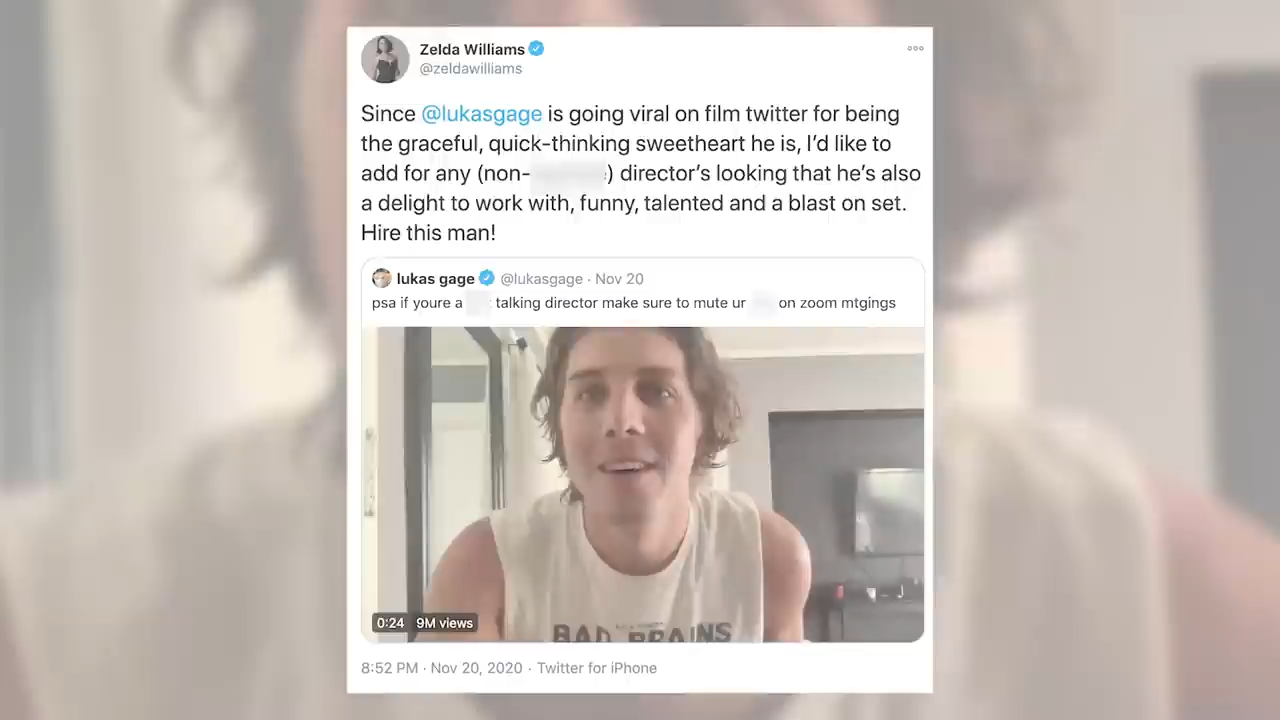 Zelda Williams
@zeldawilliams
Since @lukasgage is going viral on film twitter for being
the graceful, quick-thinking sweetheart he is, I'd like to
add for any (non- ) director's looking that he's also
a delight to work with, funny, talented and a blast on set.
Hire this man!
lukas gage @lukasgage · Nov 20
psa if youre a talking director make sure to mute ur on zoom mtgings
BAD BRAINS
0:24 9M views
8:52 PM · Nov 20, 2020 · Twitter for iPhone